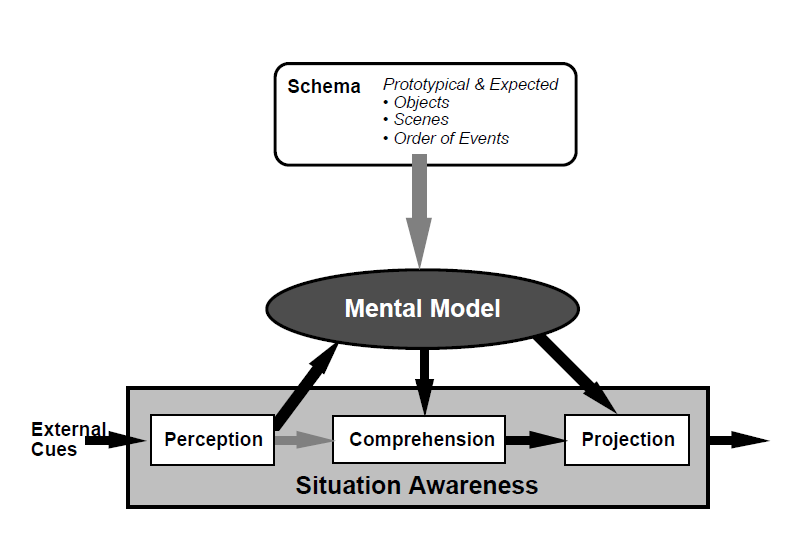 Schema
Prototypical & Expected
• Objects
• Scenes
• Order of Events
Mental Model
External
Cues
Perception
Comprehension
Projection
Situation Awareness